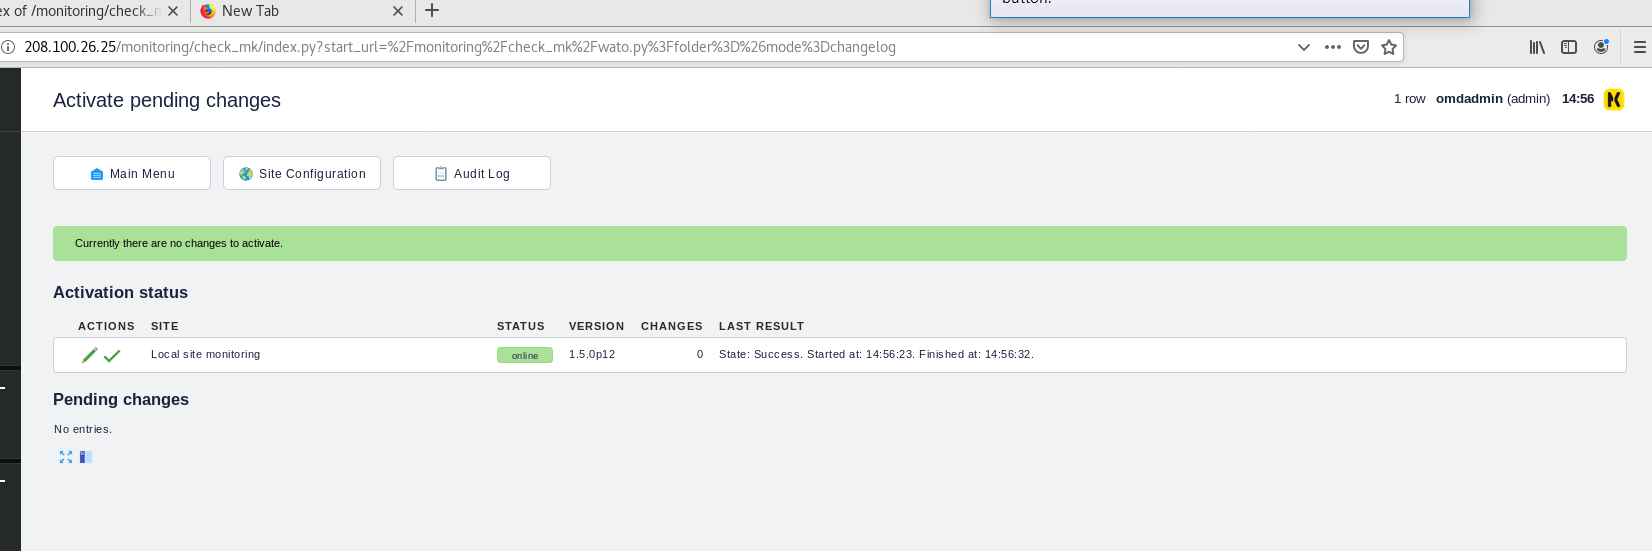 button.
ex of /monitoring/check_m
New Tab
208.100.26.25/monitoring/check_mk/index.py?start_url=%2Fmonitoring%2Fcheck_mk%2Fwato.py%3Ffolder%3D%26mode%3Dchangelog
Activate pending changes
1 row omdadmin (admin) 14:56
Main Menu
Site Configuration
Audit Log
Currently there are no changes to activate.
Activation status
ACTIONS SITE STATUS VERSION CHANGES LAST RESULT
Local site monitoring online 1.5.0p12 0 State: Success. Started at: 14:56:23. Finished at: 14:56:32.
Pending changes
No entries.